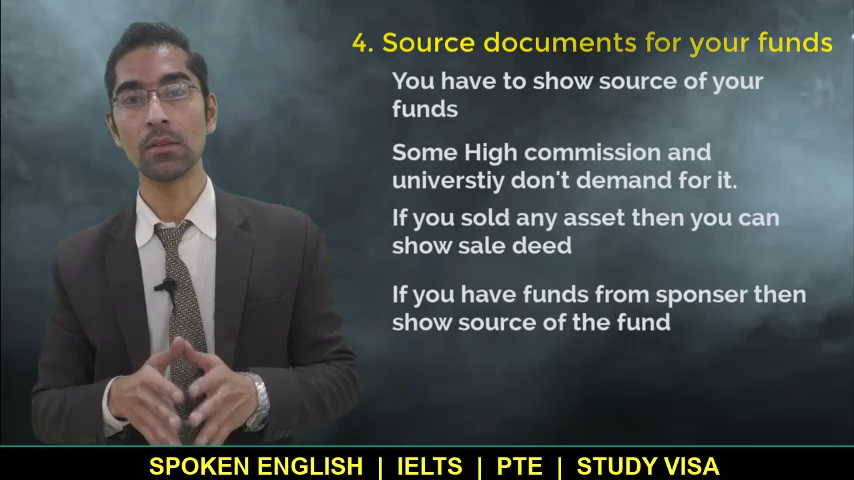 4. Source documents for your funds
You have to show source of your
funds
Some High commission and
universtiy don't demand for it.
If you sold any asset then you can
show sale deed
If you have funds from sponser then
show source of the fund
SPOKEN ENGLISH | IELTS | PTE | STUDY VISA